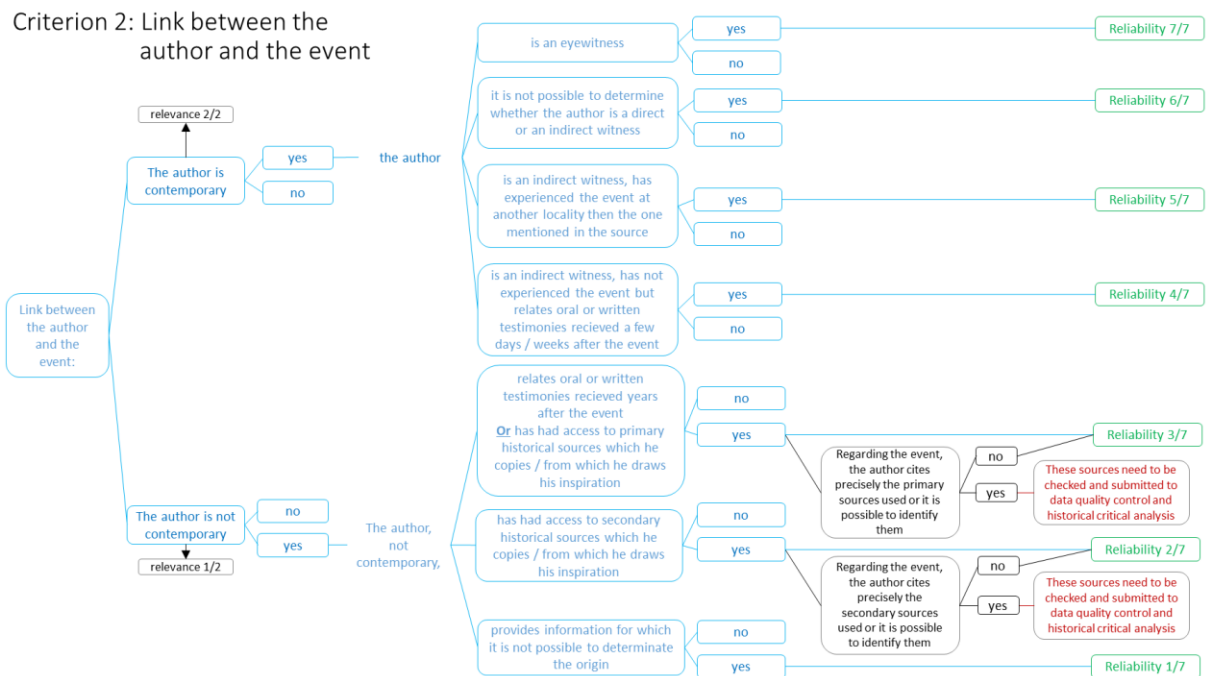 Criterion 2: Link between the
author and the event
relevance 2/2
The author is
contemporary
yes
no
the author
is an eyewitness
yes
no
Reliability 7/7
it is not possible to determine
whether the author is a direct
or an indirect witness
yes
no
Reliability 6/7
is an indirect witness, has
experienced the event at
another locality then the one
mentioned in the source
yes
no
Reliability 5/7
is an indirect witness, has not
experienced the event but
relates oral or written
testimonies recieved a few
days / weeks after the event
yes
no
Reliability 4/7
Link between
the author
and the
event:
The author is not
contemporary
relevance 1/2
no
yes
The author,
not
contemporary,
relates oral or written
testimonies recieved years
after the event
Or has had access to primary
historical sources which he
copies / from which he draws
his inspiration
no
yes
Reliability 3/7
Regarding the event,
the author cites
precisely the primary
sources used or it is
possible to identify
them
no
yes
These sources need to be
checked and submitted to
data quality control and
historical critical analysis
has had access to secondary
historical sources which he
copies / from which he draws
his inspiration
no
yes
Reliability 2/7
Regarding the event,
the author cites
precisely the
secondary sources
used or it is possible
to identify them
no
yes
These sources need to be
checked and submitted to
data quality control and
historical critical analysis
provides information for which
it is not possible to determinate
the origin
no
yes
Reliability 1/7